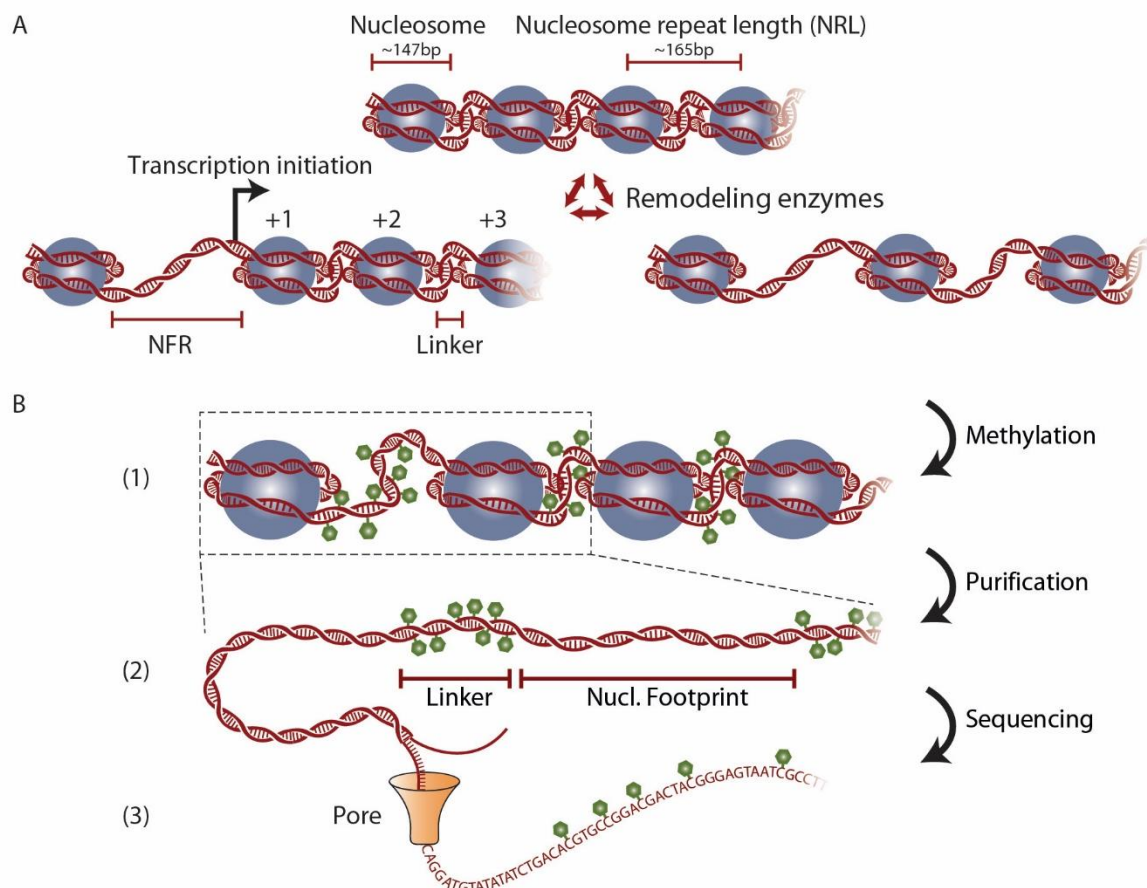 A
Nucleosome
~147bp
Nucleosome repeat length (NRL)
~165bp
Transcription initiation
+1
+2
+3
Remodeling enzymes
NFR
Linker
B
(1)
Methylation
Purification
(2)
Linker
Nucl. Footprint
Sequencing
(3)
Pore
CAGGATGTATATATCTGACACGTGCCGGACGACTACGGGAGTAATCGCCTT